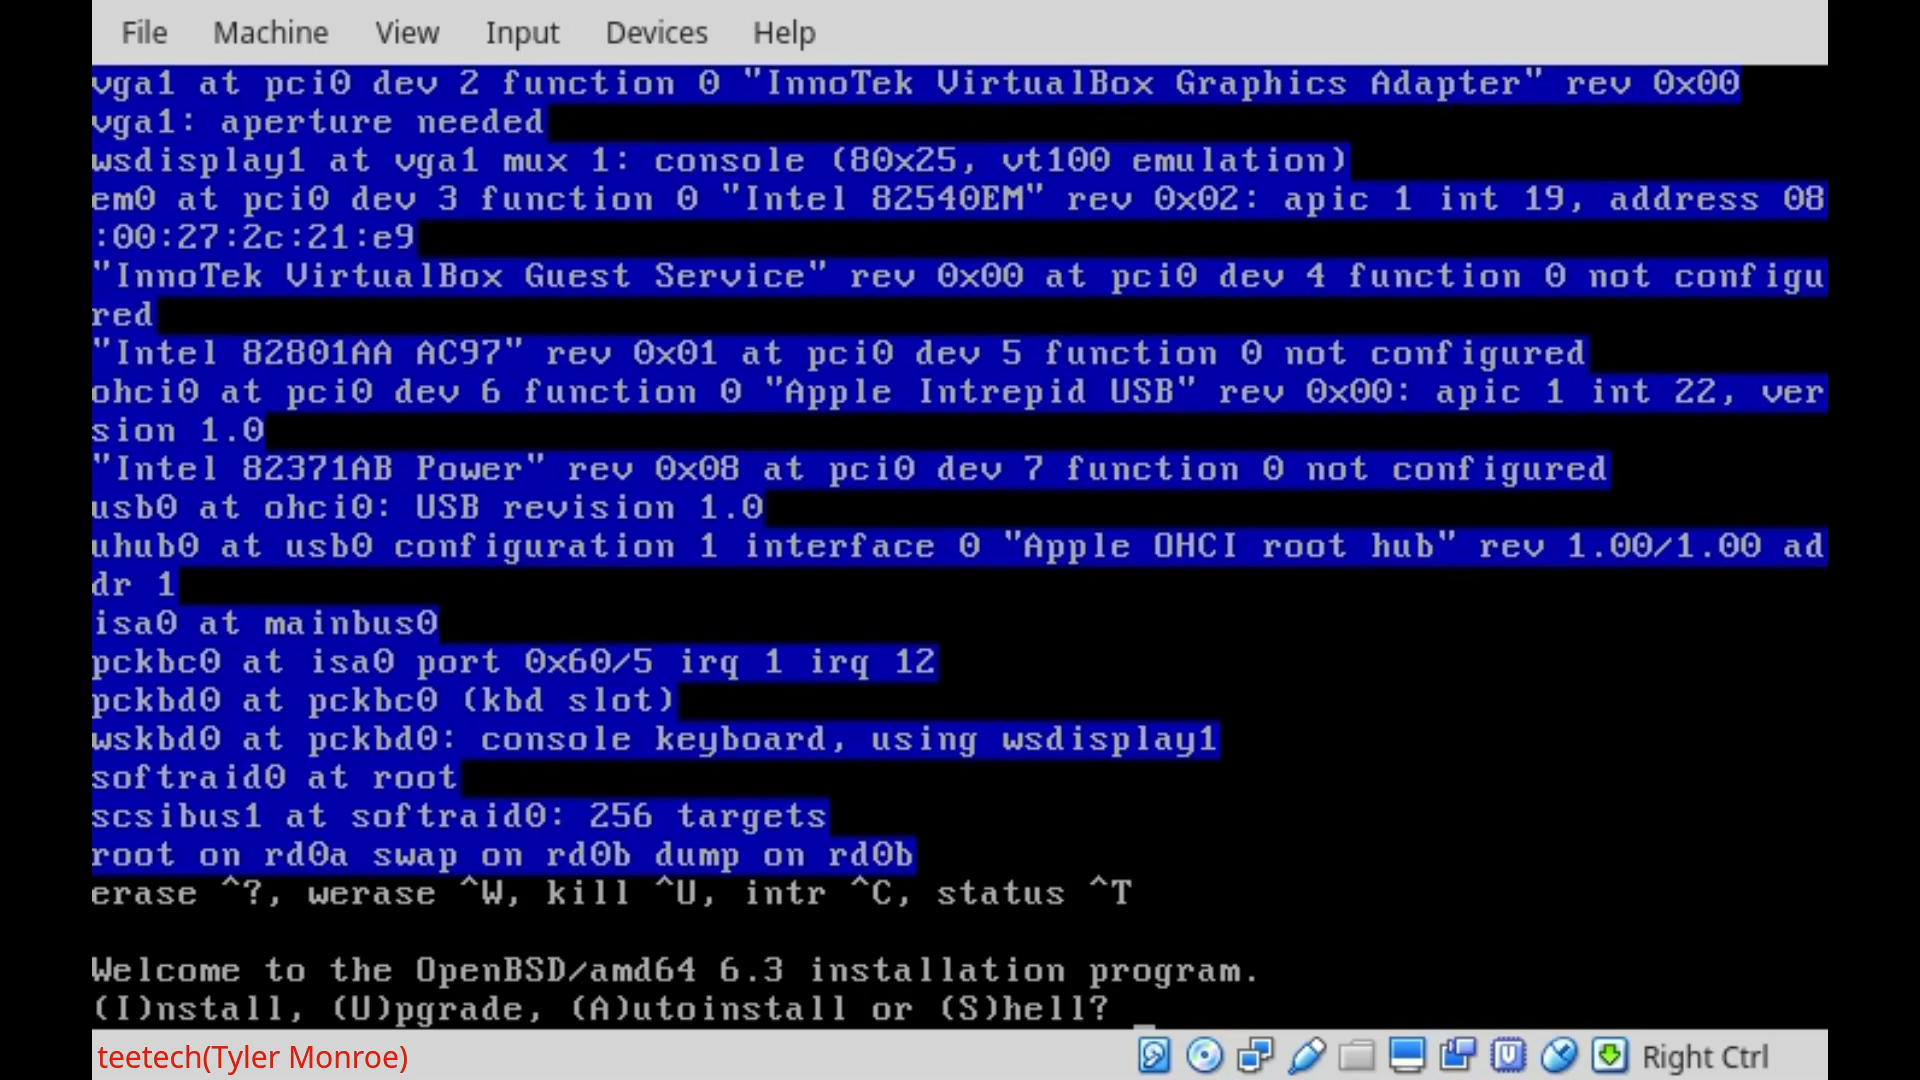 File Machine View Input Devices Help
vga1 at pci0 dev 2 function 0 "InnoTek VirtualBox Graphics Adapter" rev 0x00
vga1: aperture needed
wsdisplay1 at vga1 mux 1: console (80x25, vt100 emulation)
em0 at pci0 dev 3 function 0 "Intel 82540EM" rev 0x02: apic 1 int 19, address 08
:00:27:2c:21:e9
"InnoTek VirtualBox Guest Service" rev 0x00 at pci0 dev 4 function 0 not configu
red
"Intel 82801AA AC97" rev 0x01 at pci0 dev 5 function 0 not configured
ohci0 at pci0 dev 6 function 0 "Apple Intrepid USB" rev 0x00: apic 1 int 22, ver
sion 1.0
"Intel 82371AB Power" rev 0x08 at pci0 dev 7 function 0 not configured
usb0 at ohci0: USB revision 1.0
uhub0 at usb0 configuration 1 interface 0 "Apple OHCI root hub" rev 1.00/1.00 ad
dr 1
isa0 at mainbus0
pckbc0 at isa0 port 0x60/5 irq 1 irq 12
pckbd0 at pckbc0 (kbd slot)
wskbd0 at pckbd0: console keyboard, using wsdisplay1
softraid0 at root
scsibus1 at softraid0: 256 targets
root on rd0a swap on rd0b dump on rd0b
erase ^?, werase ^W, kill ^U, intr ^C, status ^T
Welcome to the OpenBSD/amd64 6.3 installation program.
(I)nstall, (U)pgrade, (A)utoinstall or (S)hell?
teetech(Tyler Monroe) Right Ctrl